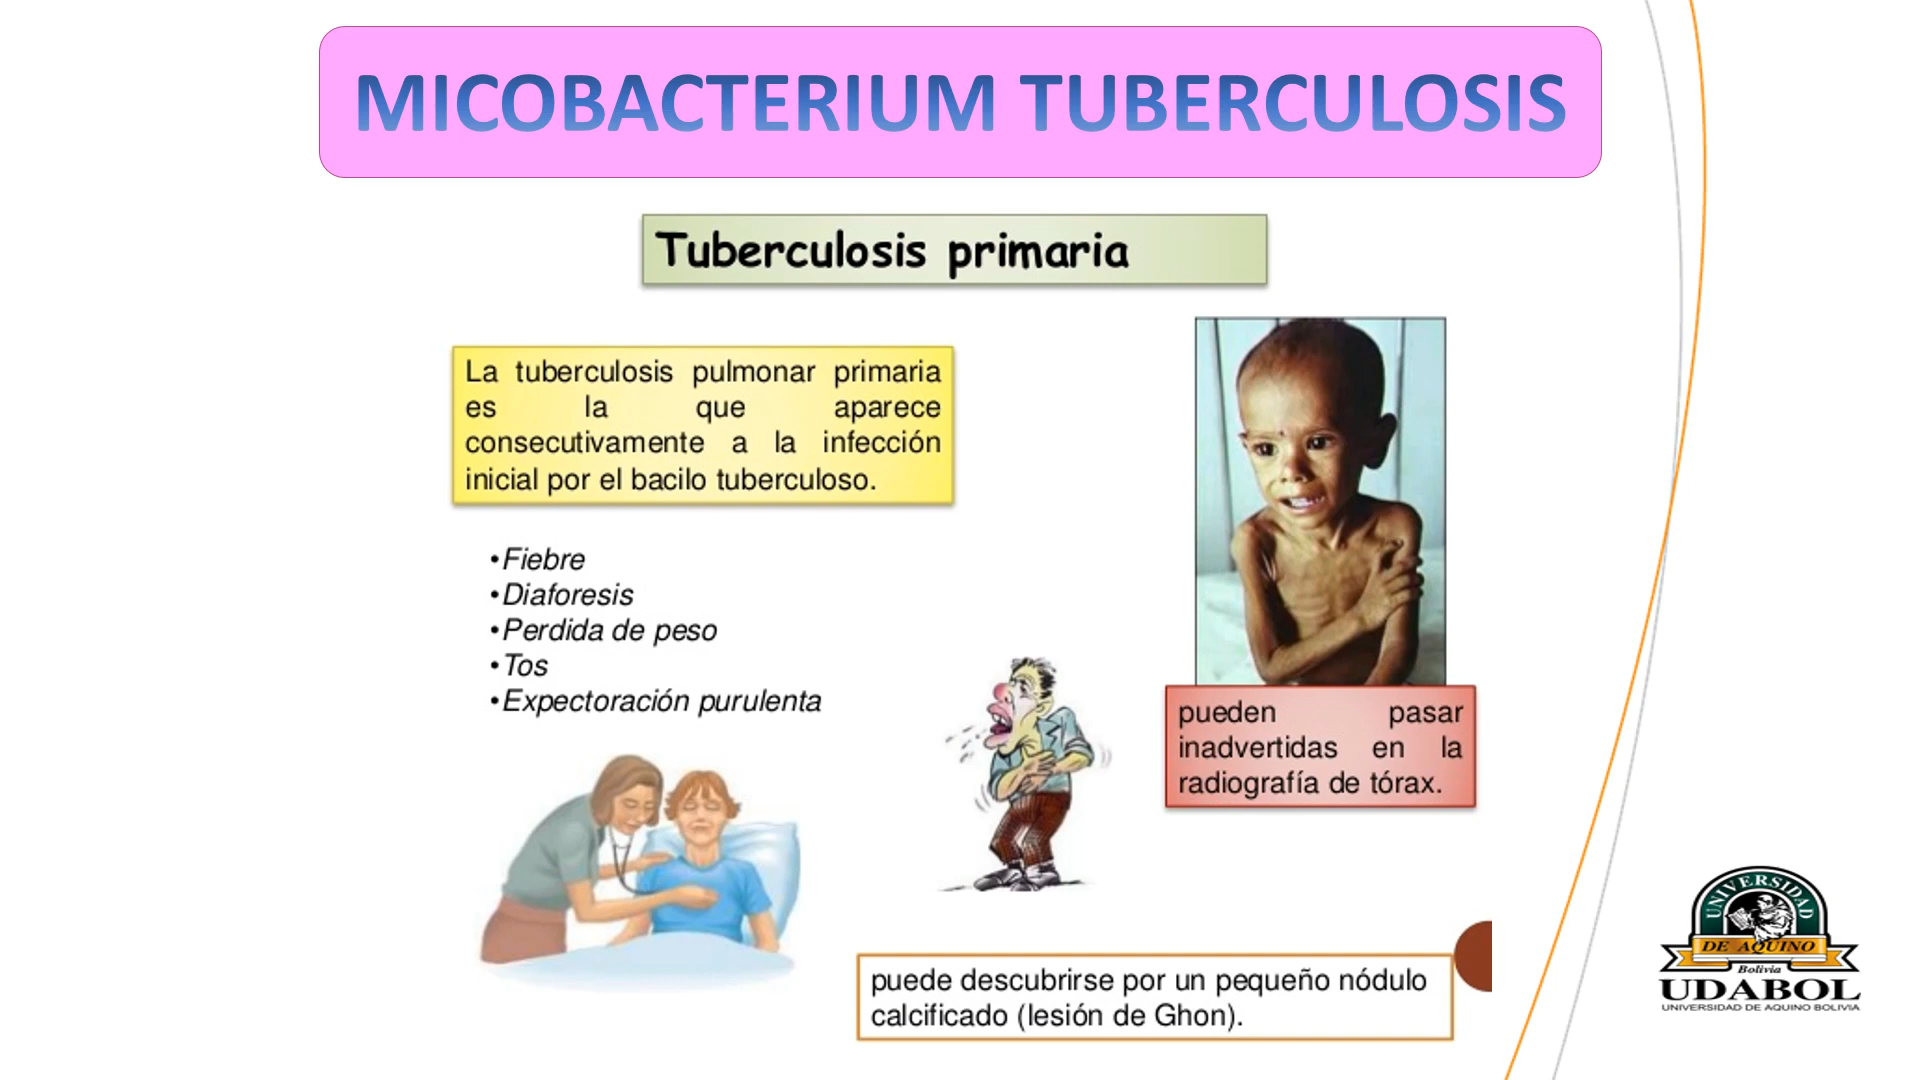 MICOBACTERIUM TUBERCULOSIS
Tuberculosis primaria
La tuberculosis pulmonar primaria
es la que aparece
consecutivamente a la infección
inicial por el bacilo tuberculoso.
•Fiebre
•Diaforesis
•Perdida de peso
•Tos
•Expectoración purulenta
pueden pasar
inadvertidas en la
radiografía de tórax.
puede descubrirse por un pequeño nódulo
calcificado (lesión de Ghon).
UNIVERSIDAD
DE AQUINO
Bolivia
UDABOL
UNIVERSIDAD DE AQUINO BOLIVIA